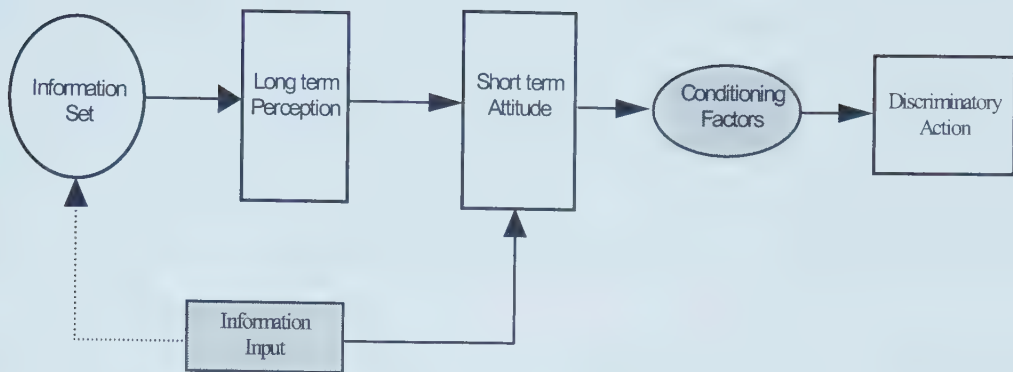 Information
Set
Long term
Perception
Short term
Attitude
Conditioning
Factors
Discriminatory
Action
Information
Input